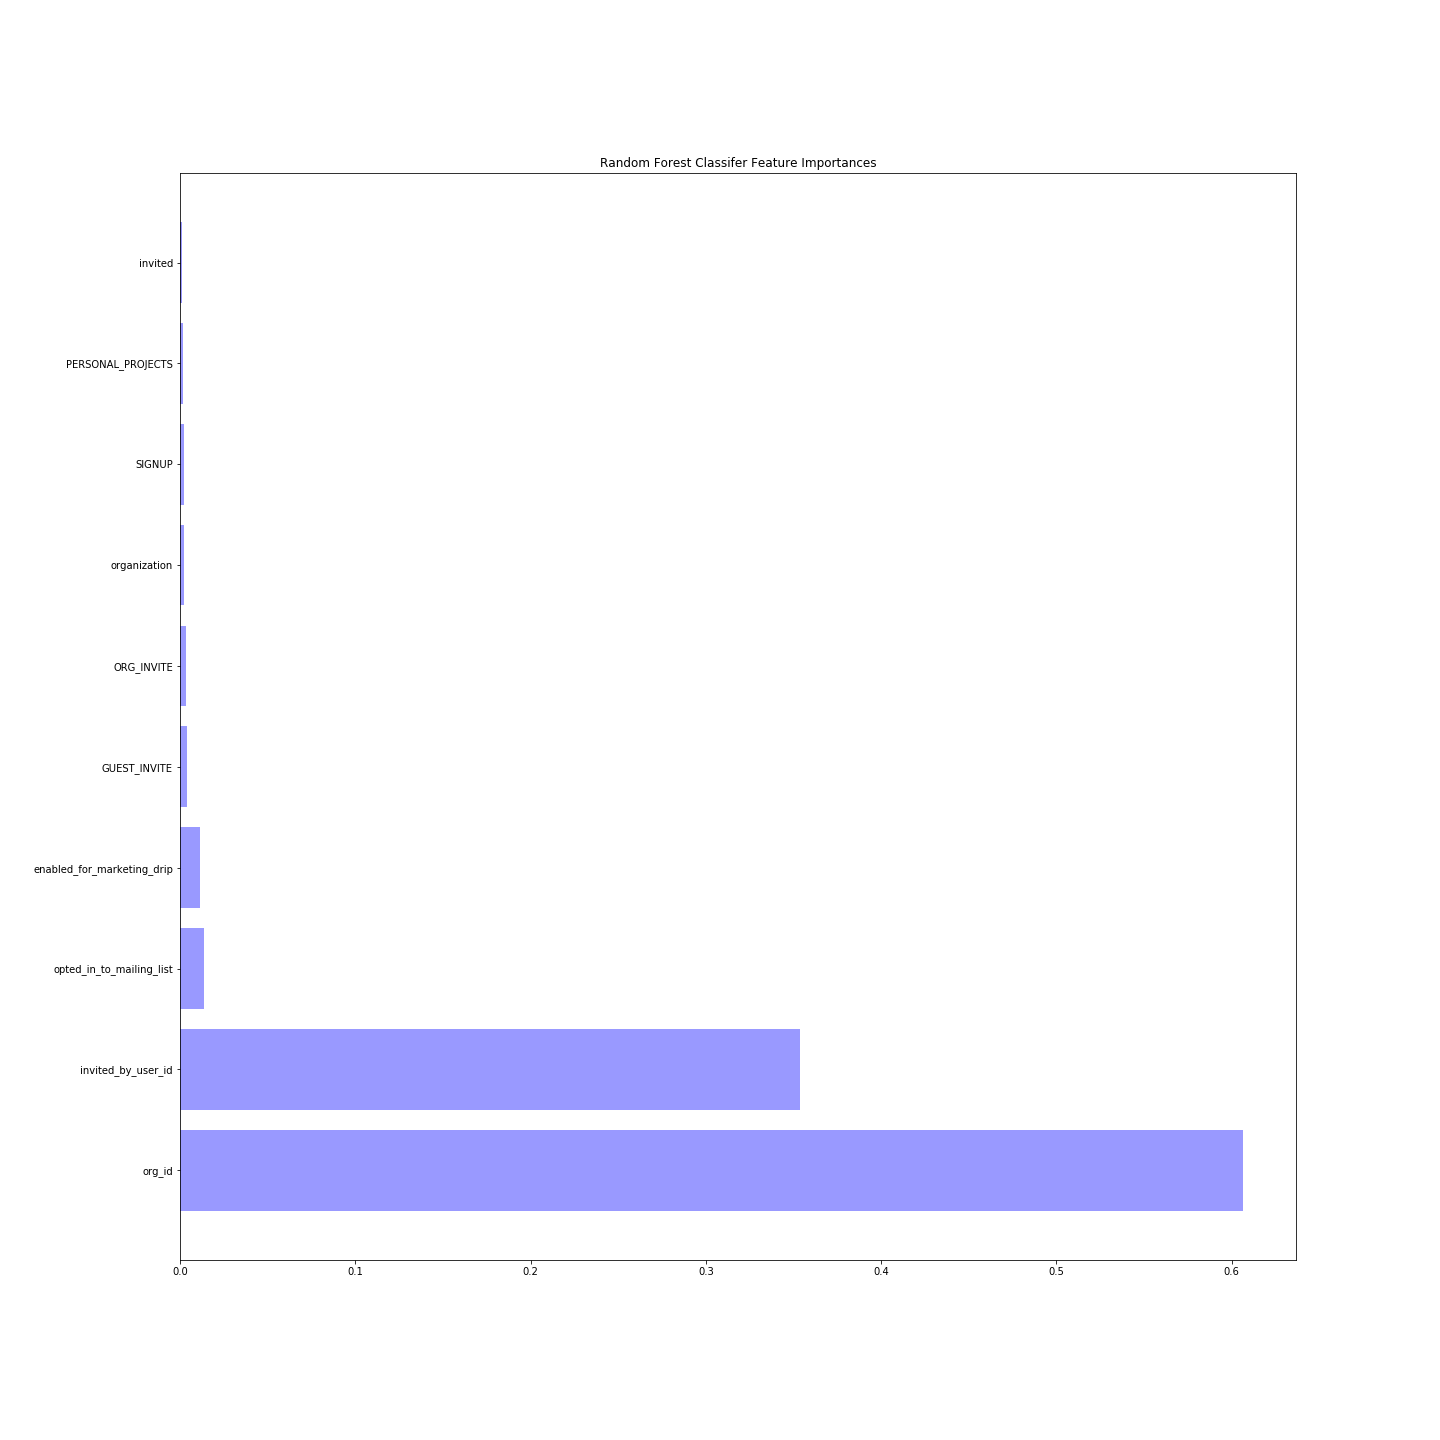 Random Forest Classifer Feature Importances
invited
PERSONAL_PROJECTS
SIGNUP
organization
ORG_INVITE
GUEST_INVITE
enabled_for_marketing_drip
opted_in_to_mailing_list
invited_by_user_id
org_id
0.0 0.1 0.2 0.3 0.4 0.5 0.6